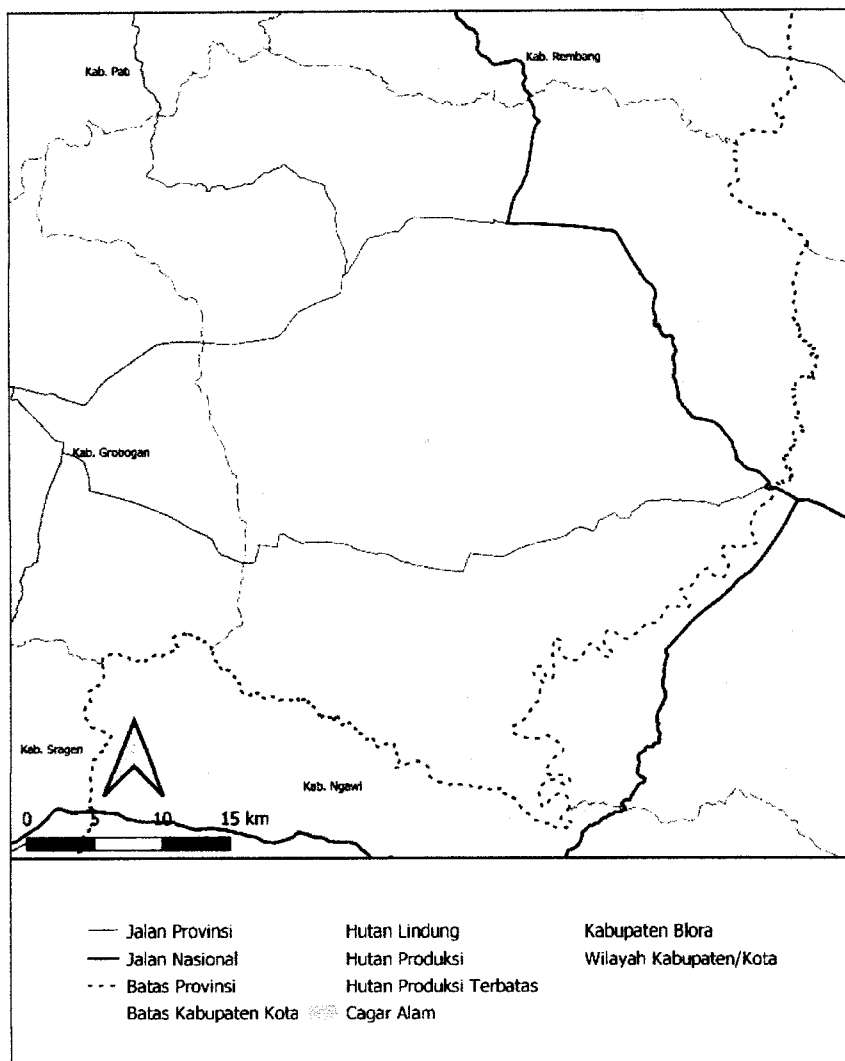 Kab. Pati
Kab. Rembang
Kab. Grobogan
Kab. Sragen
Kab. Ngawi
0 5 10 15 km
Jalan Provinsi
Jalan Nasional
Batas Provinsi
Batas Kabupaten Kota
Hutan Lindung
Hutan Produksi
Hutan Produksi Terbatas
Cagar Alam
Kabupaten Blora
Wilayah Kabupaten/Kota